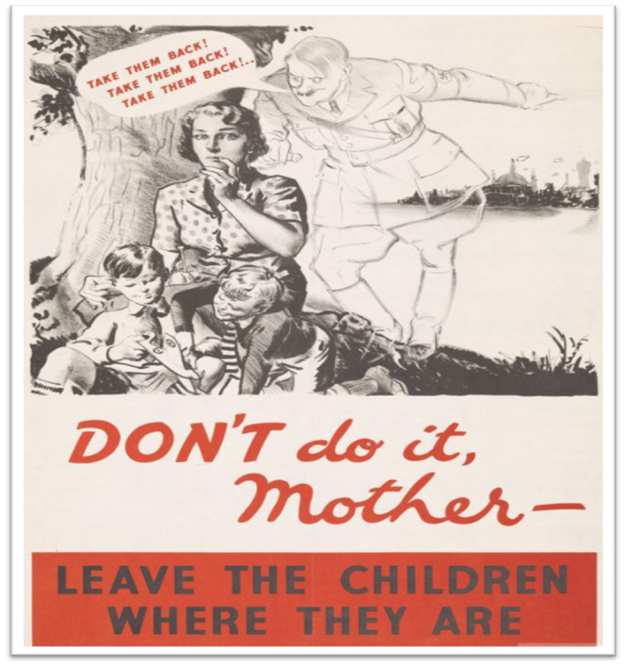 TAKE THEM BACK!
TAKE THEM BACK!
TAKE THEM BACK!..
DON'T do it,
Mother—
LEAVE THE CHILDREN
WHERE THEY ARE